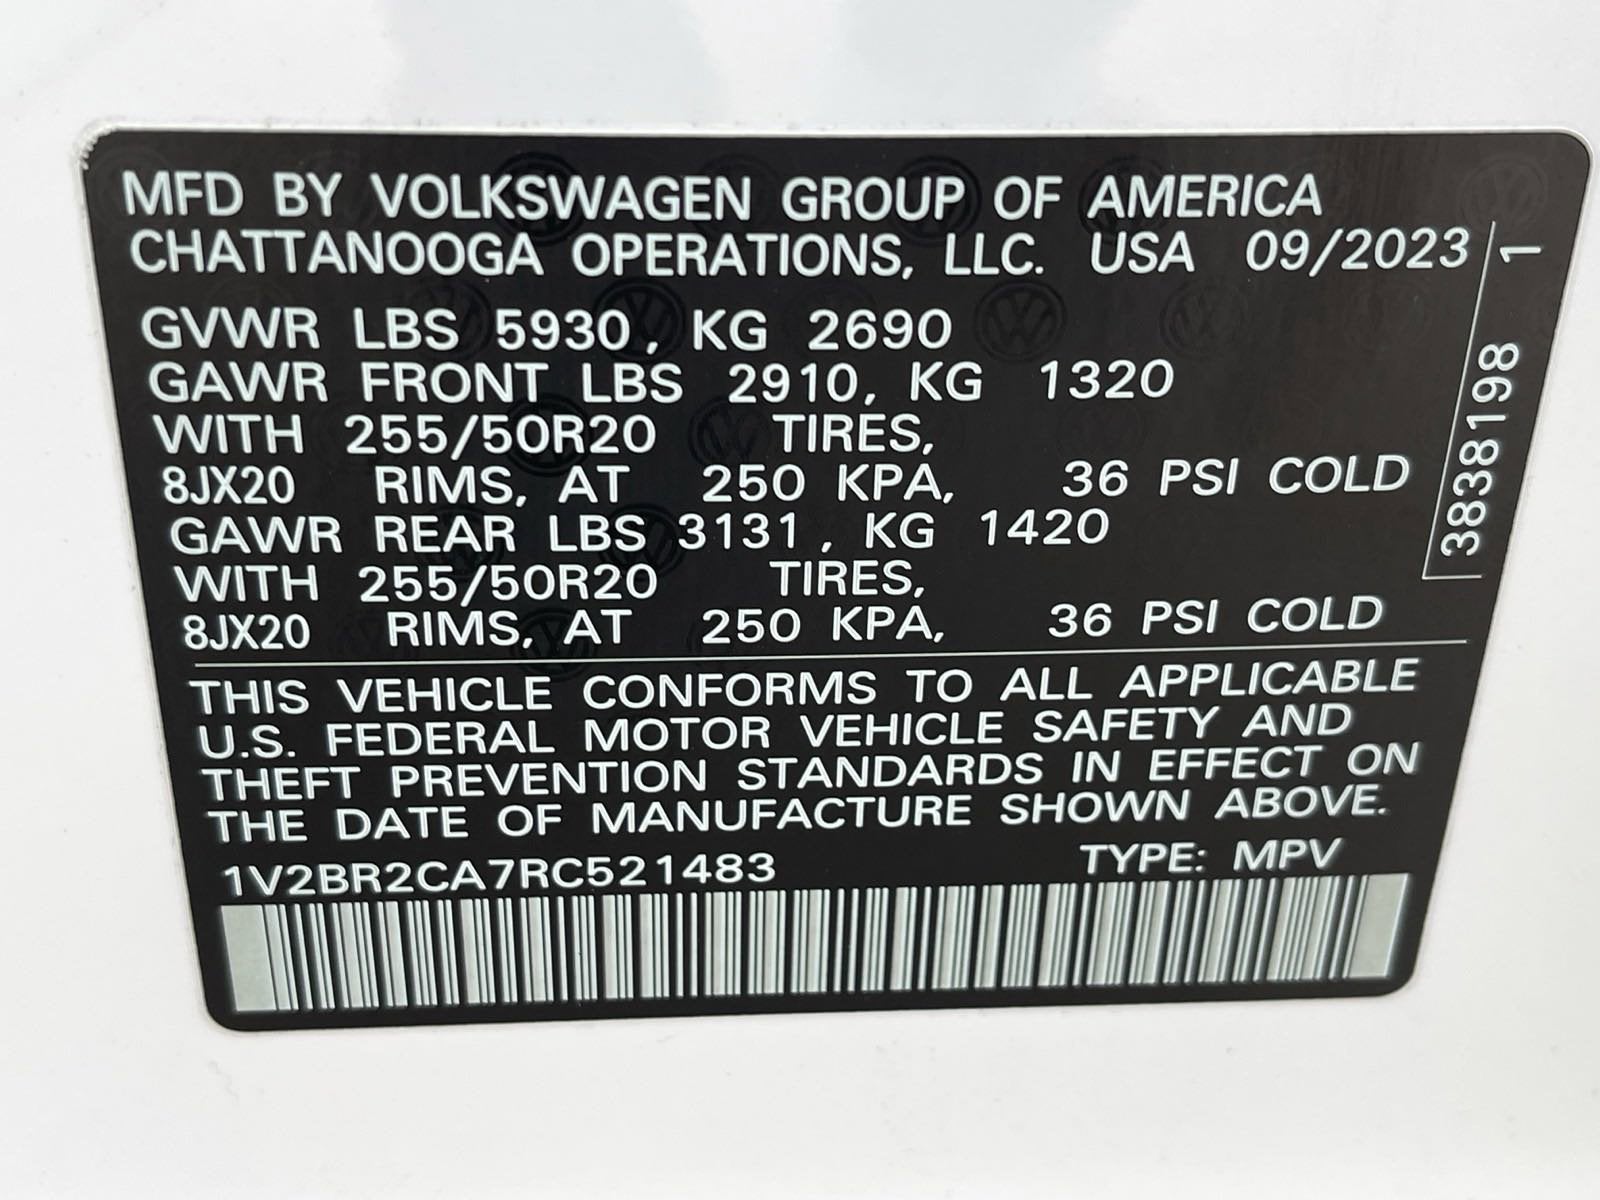 MFD BY VOLKSWAGEN GROUP OF AMERICA
CHATTANOOGA OPERATIONS, LLC. USA 09/2023
GVWR LBS 5930, KG 2690
GAWR FRONT LBS 2910, KG 1320
WITH 255/50R20 TIRES,
8JX20 RIMS, AT 250 KPA, 36 PSI COLD
GAWR REAR LBS 3131, KG 1420
WITH 255/50R20 TIRES,
8JX20 RIMS, AT 250 KPA, 36 PSI COLD
THIS VEHICLE CONFORMS TO ALL APPLICABLE
U.S. FEDERAL MOTOR VEHICLE SAFETY AND
THEFT PREVENTION STANDARDS IN EFFECT ON
THE DATE OF MANUFACTURE SHOWN ABOVE.
1V2BR2CA7RC521483 TYPE: MPV
3838198 1